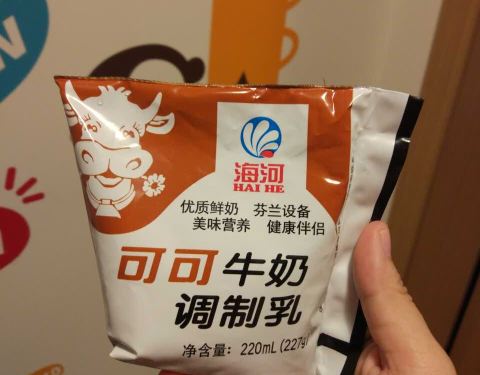 海河
HAI HE
优质鲜奶 芬兰设备
美味营养 健康伴侣
可可牛奶
调制乳
净含量: 220mL(227g)